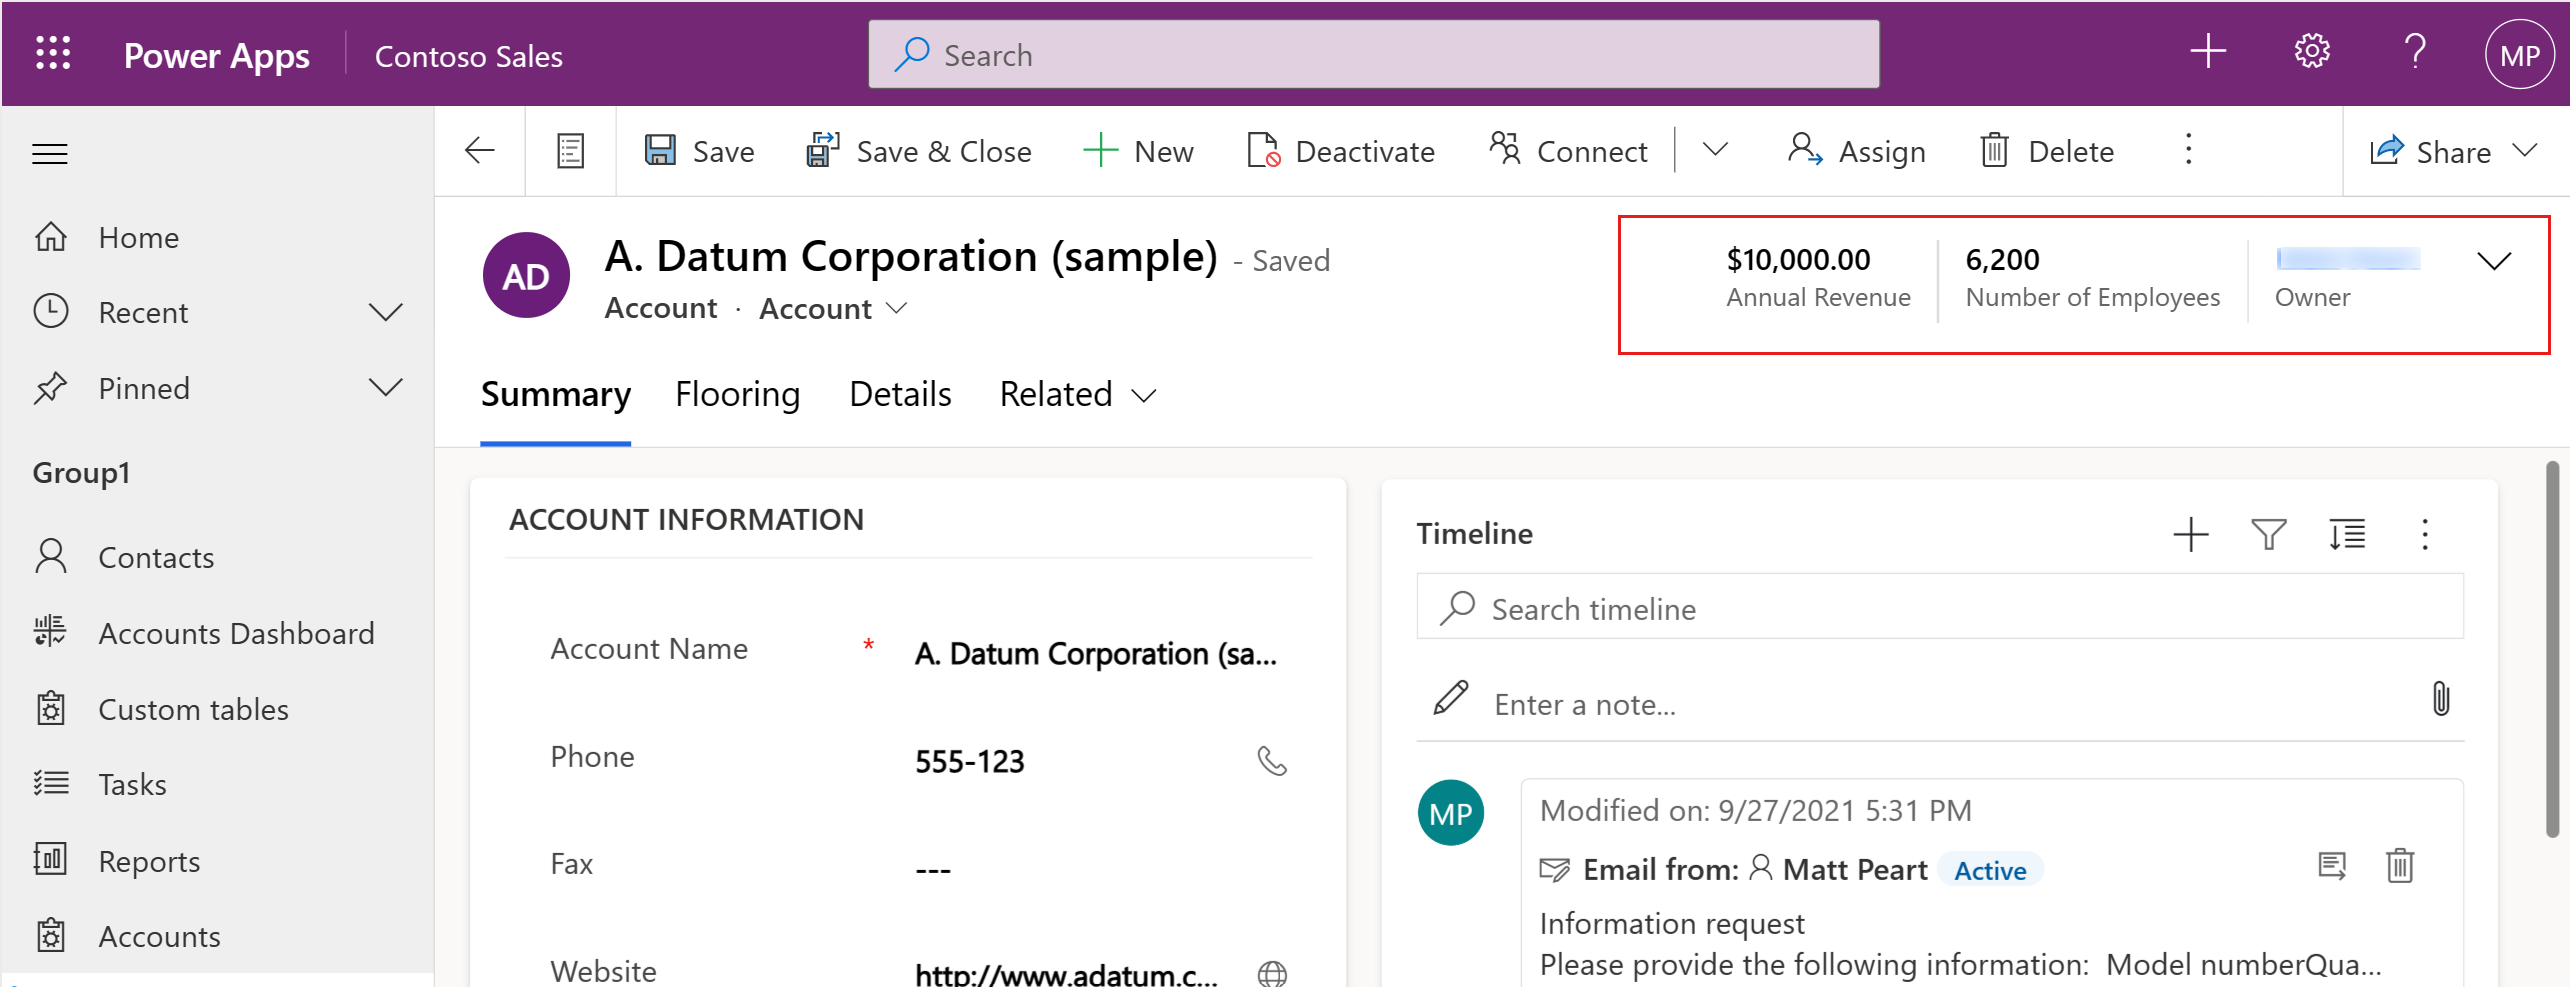 Power Apps
Contoso Sales
Search
MP
Save
Save & Close
New
Deactivate
Connect
Assign
Delete
Share
Home
Recent
Pinned
Group1
Contacts
Accounts Dashboard
Custom tables
Tasks
Reports
Accounts
AD
A. Datum Corporation (sample) - Saved
Account · Account
$10,000.00
Annual Revenue
6,200
Number of Employees
Owner
Summary
Flooring
Details
Related
ACCOUNT INFORMATION
Account Name * A. Datum Corporation (sa...
Phone 555-123
Fax ---
Website http://www.adatum.c...
Timeline
Search timeline
Enter a note...
MP
Modified on: 9/27/2021 5:31 PM
Email from: Matt Peart Active
Information request
Please provide the following information: Model numberQua...